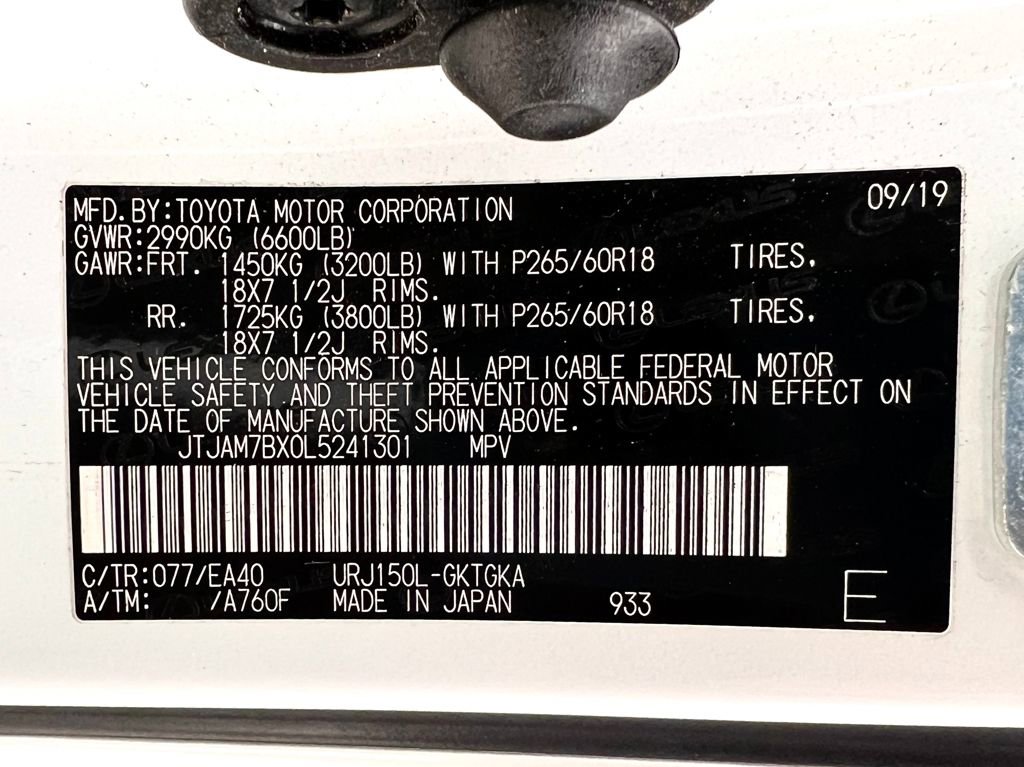 09/19
MFD.BY:TOYOTA MOTOR CORPORATION
GVWR:2990KG (6600LB)
GAWR:FRT. 1450KG (3200LB) WITH P265/60R18 TIRES.
18X7 1/2J RIMS.
RR. 1725KG (3800LB) WITH P265/60R18 TIRES.
18X7 1/2J RIMS.
THIS VEHICLE CONFORMS TO ALL APPLICABLE FEDERAL MOTOR
VEHICLE SAFETY AND THEFT PREVENTION STANDARDS IN EFFECT ON
THE DATE OF MANUFACTURE SHOWN ABOVE.
JTJAM7BX0L5241301 MPV
C/TR:077/EA40 URJ150L-GKTGKA
A/TM: /A760F MADE IN JAPAN 933 E